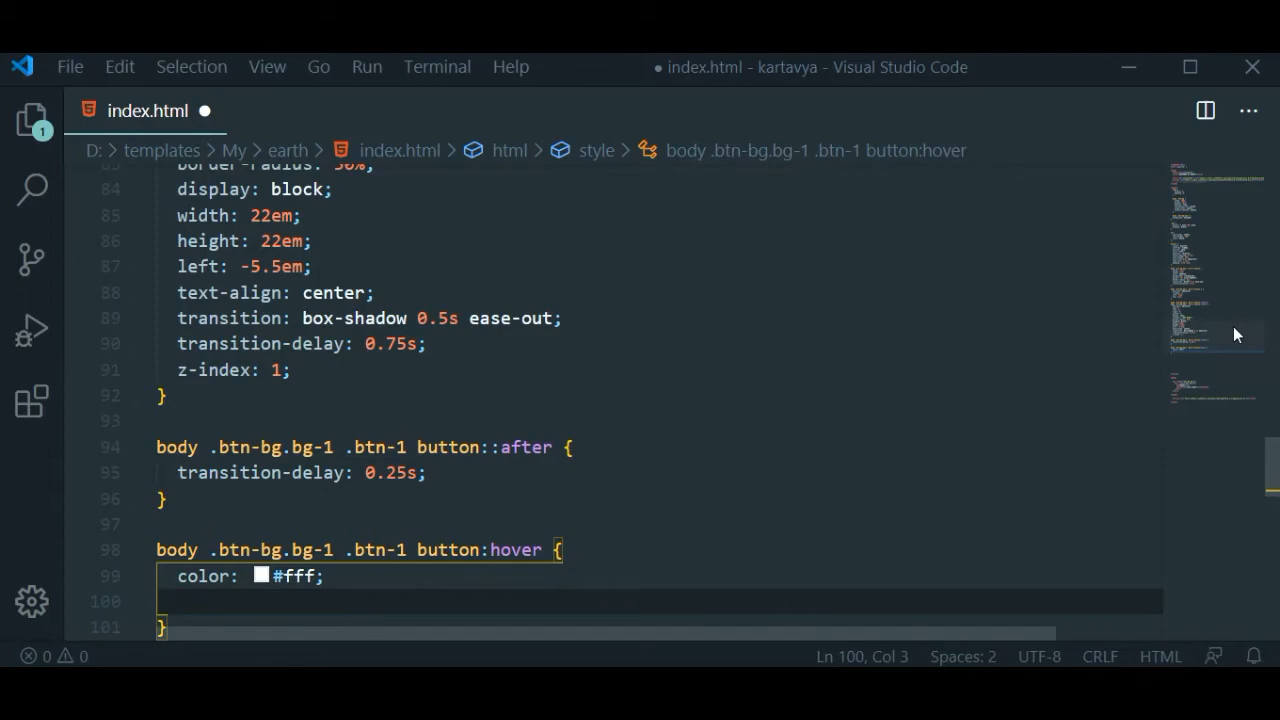 File Edit Selection View Go Run Terminal Help ● index.html - kartavya - Visual Studio Code
index.html ●
1
D: > templates > My > earth > index.html > html > style > body .btn-bg.bg-1 .btn-1 button:hover
83 border-radius: 50%;
84 display: block;
85 width: 22em;
86 height: 22em;
87 left: -5.5em;
88 text-align: center;
89 transition: box-shadow 0.5s ease-out;
90 transition-delay: 0.75s;
91 z-index: 1;
92 }
93
94 body .btn-bg.bg-1 .btn-1 button::after {
95 transition-delay: 0.25s;
96 }
97
98 body .btn-bg.bg-1 .btn-1 button:hover {
99 color: #fff;
100
101 }
0 0 Ln 100, Col 3 Spaces: 2 UTF-8 CRLF HTML